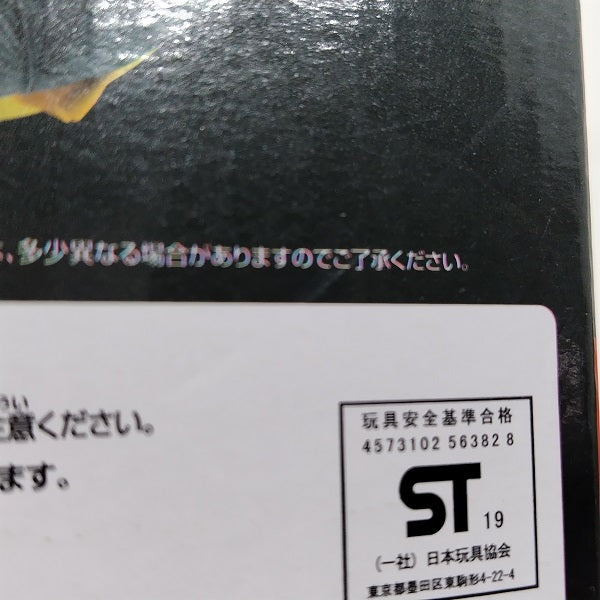 、多少異なる場合がありますのでご了承ください。
うい
注意ください。
ます。
玩具安全基準合格
4573102 56382 8
ST 19
(一社) 日本玩具協会
東京都墨田区東駒形4-22-4